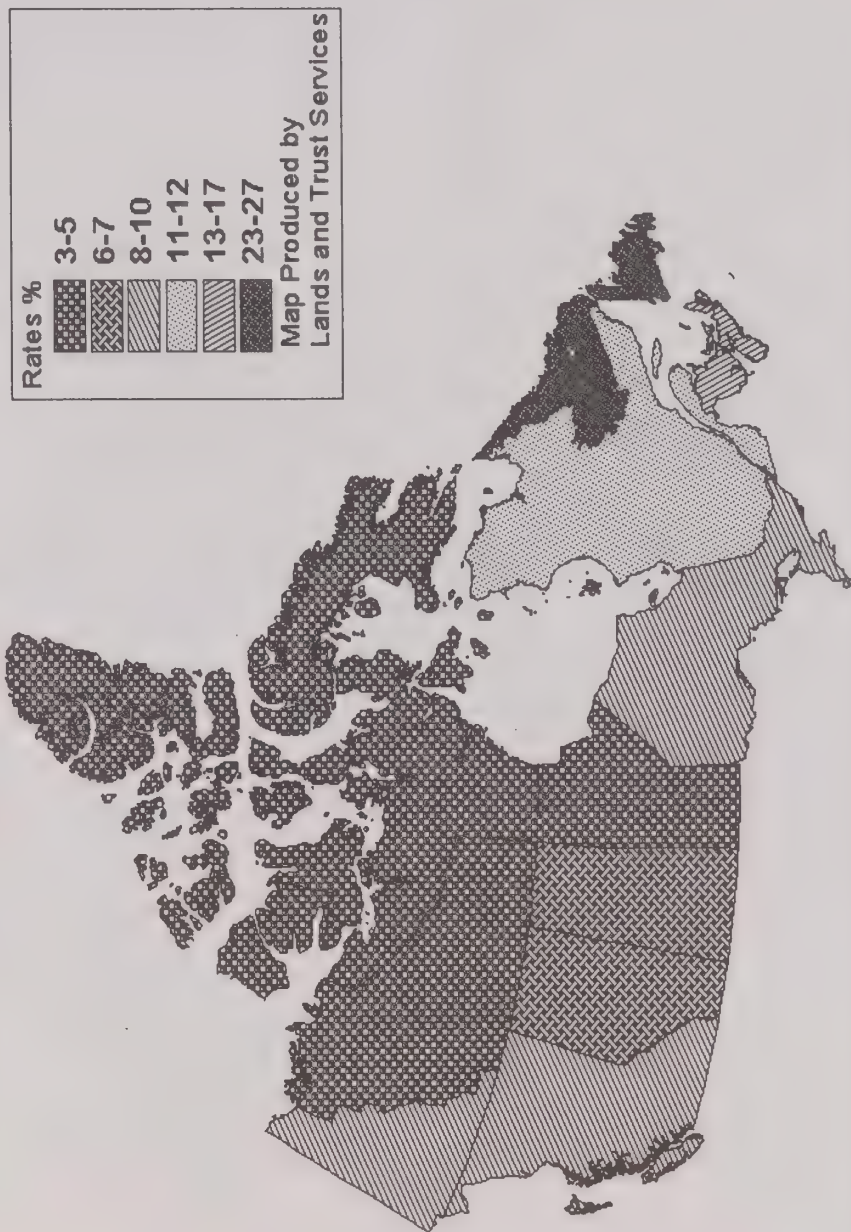 Rates %
3-5
6-7
8-10
11-12
13-17
23-27
Map Produced by
Lands and Trust Services